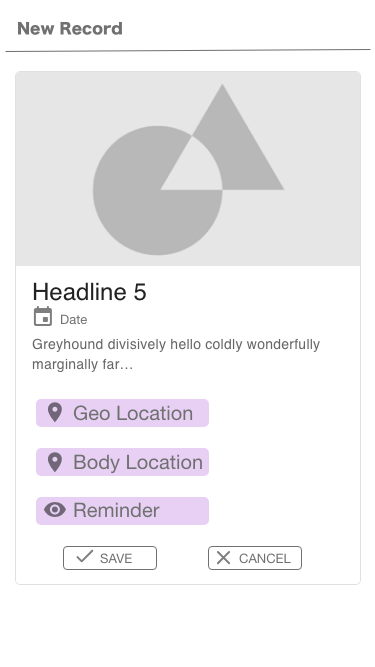 New Record
Headline 5
Date
Greyhound divisively hello coldly wonderfully
marginally far…
Geo Location
Body Location
Reminder
SAVE
CANCEL